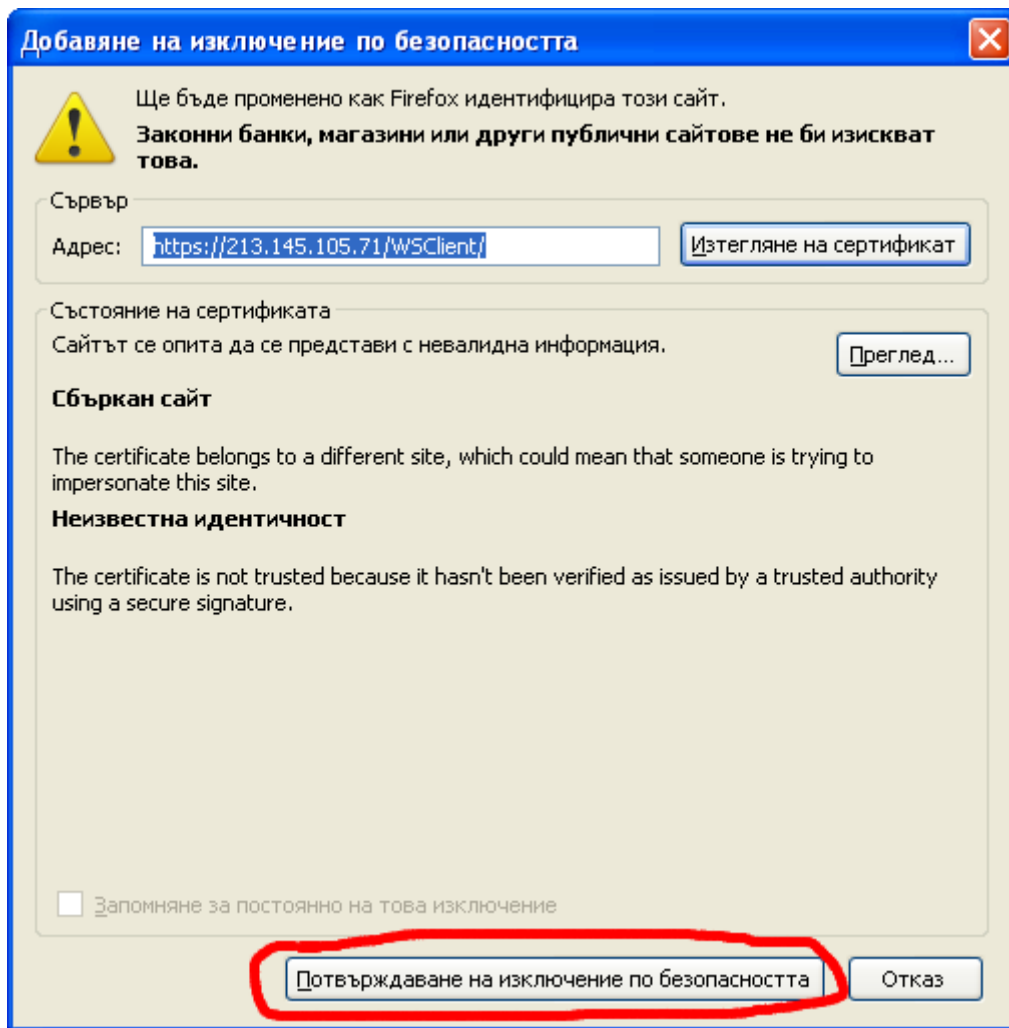 Добавяне на изключение по безопасността
Ще бъде променено как Firefox идентифицира този сайт.
Законни банки, магазини или други публични сайтове не би изискват
това.
Сървър
Адрес: https://213.145.105.71/WSClient/ Изтегляне на сертификат
Състояние на сертификата
Сайтът се опита да се представи с невалидна информация. Преглед...
Сбъркан сайт
The certificate belongs to a different site, which could mean that someone is trying to
impersonate this site.
Неизвестна идентичност
The certificate is not trusted because it hasn't been verified as issued by a trusted authority
using a secure signature.
Запомняне за постоянно на това изключение
Потвърждаване на изключение по безопасността Отказ